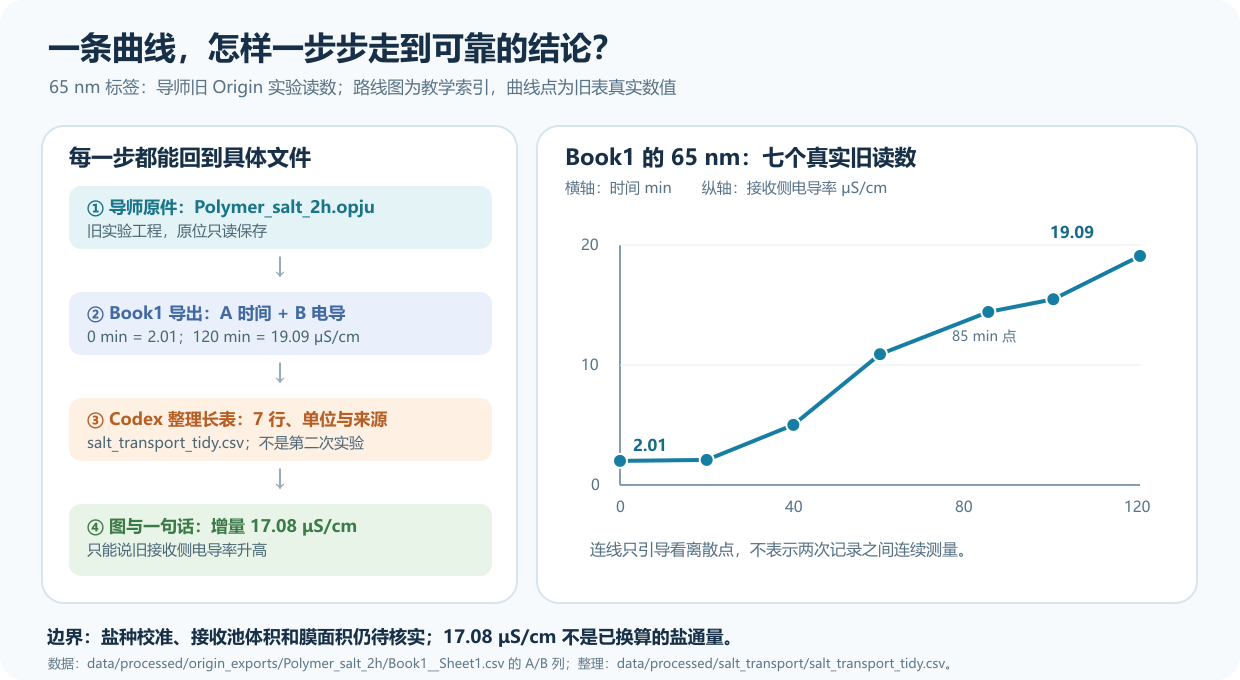 一条曲线，怎样一步步走到可靠的结论？
65 nm 标签：导师旧 Origin 实验读数；路线图为教学索引，曲线点为旧表真实数值
每一步都能回到具体文件
① 导师原件：Polymer_salt_2h.opju
旧实验工程，原位只读保存
↓
② Book1 导出：A 时间 + B 电导
0 min = 2.01；120 min = 19.09 µS/cm
↓
③ Codex 整理长表：7 行、单位与来源
salt_transport_tidy.csv；不是第二次实验
↓
④ 图与一句话：增量 17.08 µS/cm
只能说旧接收侧电导率升高
Book1 的 65 nm：七个真实旧读数
横轴：时间 min 纵轴：接收侧电导率 µS/cm
19.09
20
85 min 点
10
2.01
0
0 40 80 120
连线只引导看离散点，不表示两次记录之间连续测量。
边界：盐种校准、接收池体积和膜面积仍待核实；17.08 µS/cm 不是已换算的盐通量。
数据：data/processed/origin_exports/Polymer_salt_2h/Book1__Sheet1.csv 的 A/B 列；整理：data/processed/salt_transport/salt_transport_tidy.csv。